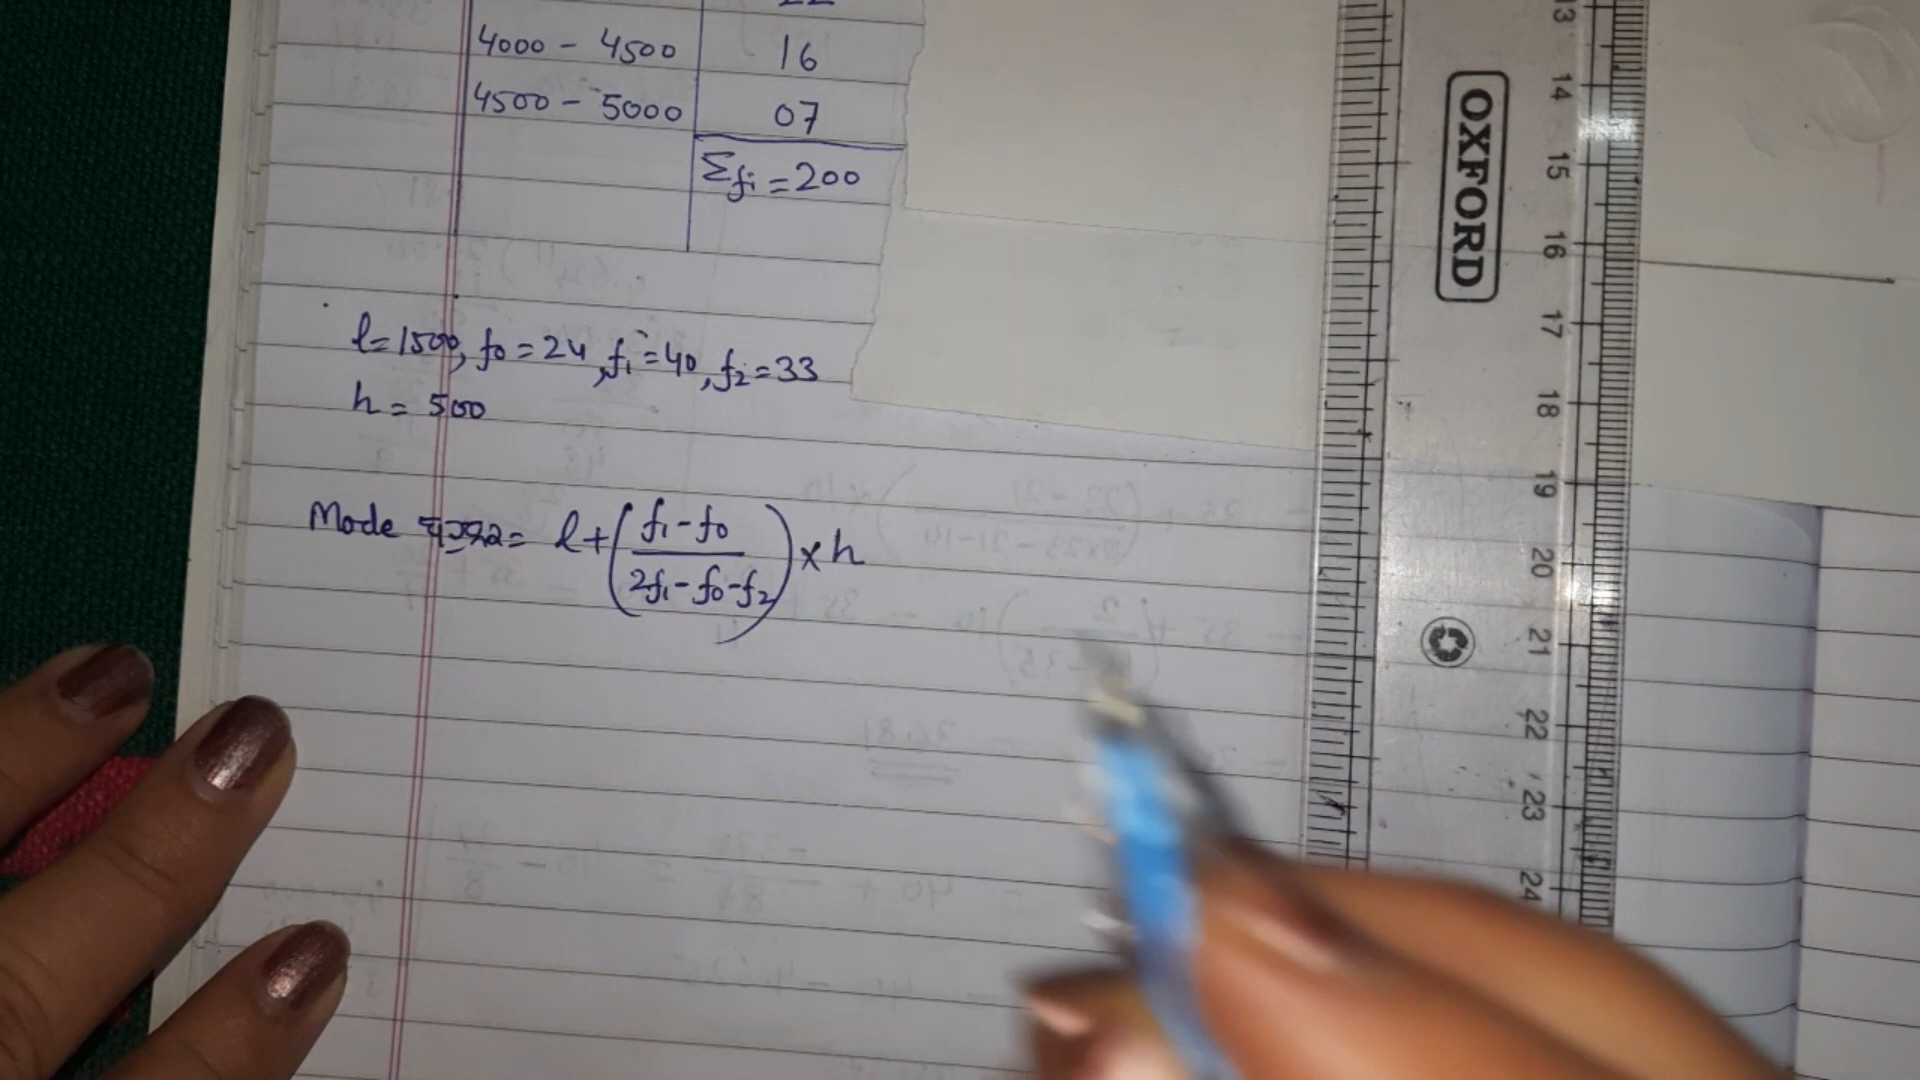 4000 - 4500 16
4500 - 5000 07
Σfi = 200
l = 1500, f0 = 24, f1 = 40, f2 = 33
h = 500
Mode = l + (f1 - f0 / 2f1 - f0 - f2) × h
OXFORD
13
14
15
16
17
18
19
20
21
22
23
24